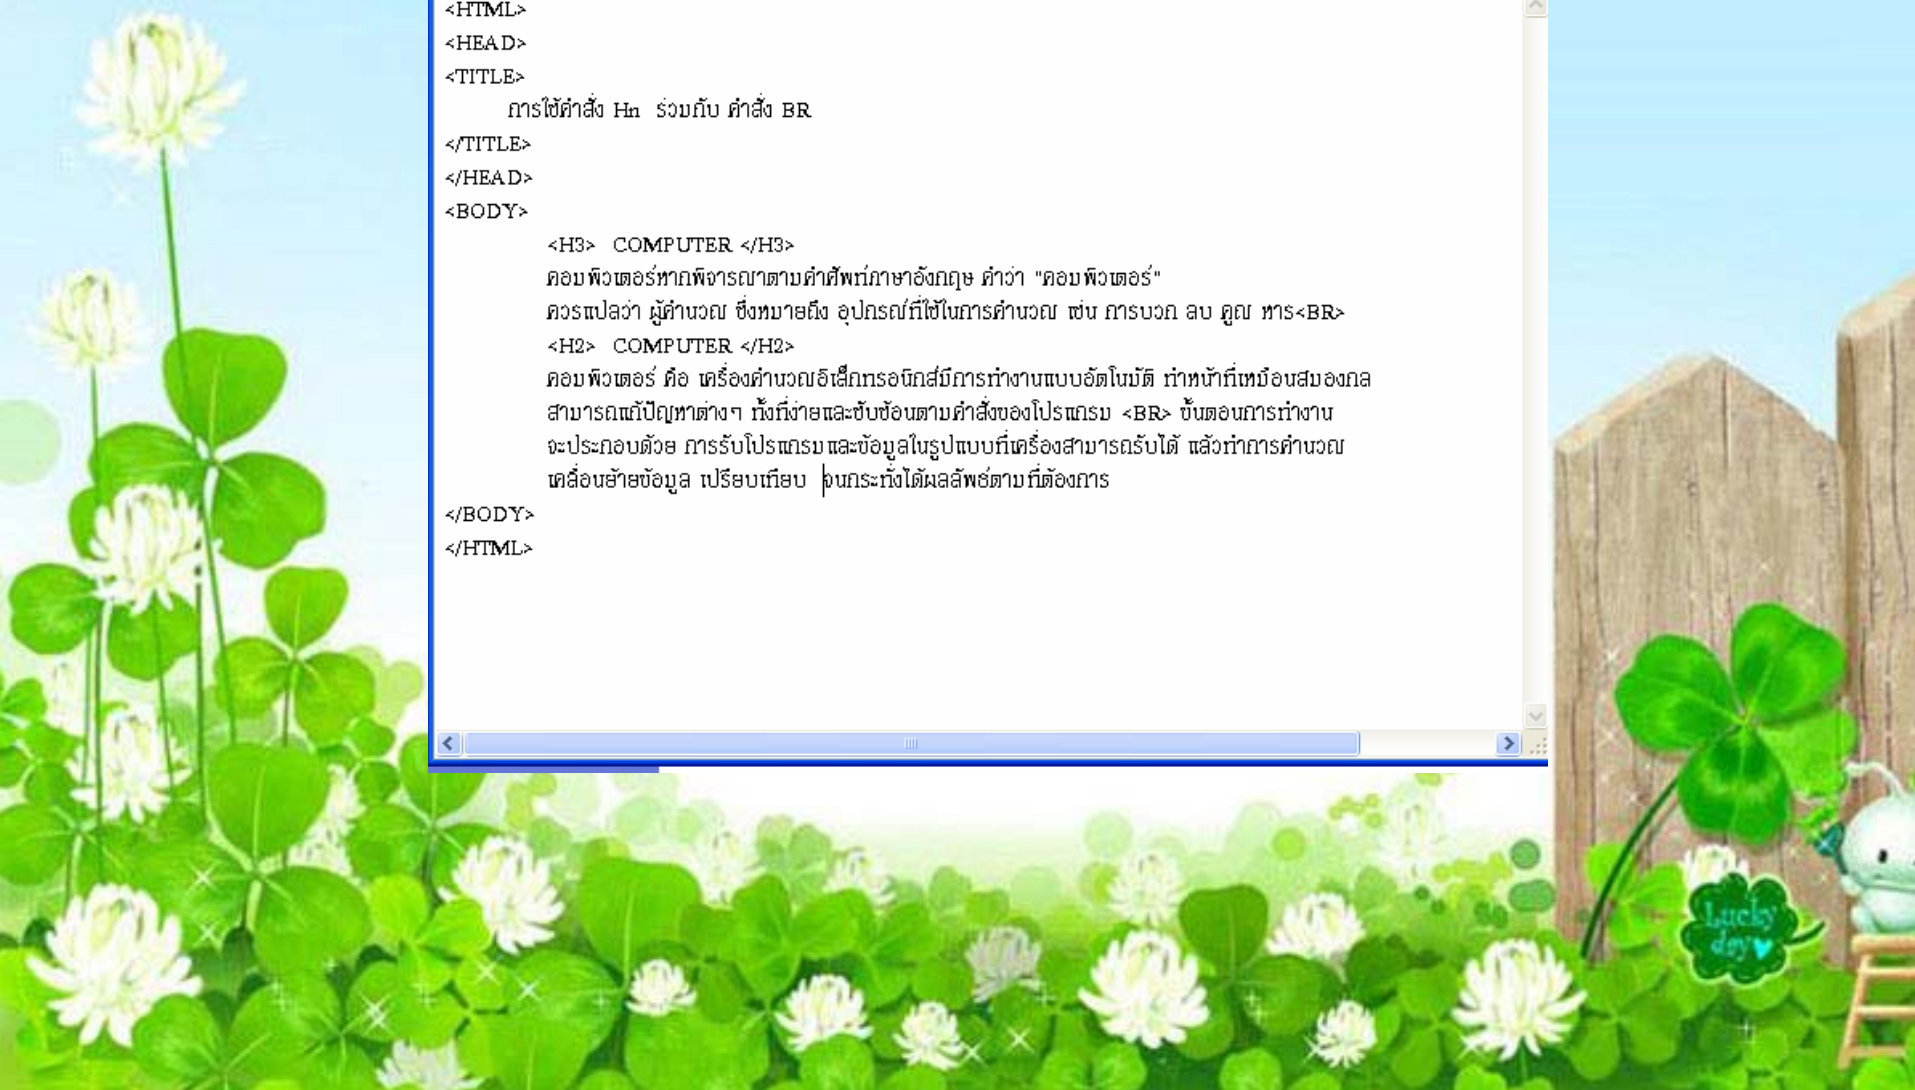 <HTML>
<HEAD>
<TITLE>
การใช้คำสั่ง Hn ร่วมกับ คำสั่ง BR
</TITLE>
</HEAD>
<BODY>
<H3> COMPUTER </H3>
คอมพิวเตอร์หากพิจารณาตามคำศัพท์ภาษาอังกฤษ คำว่า "คอมพิวเตอร์"
ควรแปลว่า ผู้คำนวณ ซึ่งหมายถึง อุปกรณ์ที่ใช้ในการคำนวณ เช่น การบวก ลบ คูณ หาร<BR>
<H2> COMPUTER </H2>
คอมพิวเตอร์ คือ เครื่องคำนวณอิเล็กทรอนิกส์มีการทำงานแบบอัตโนมัติ ทำหน้าที่เหมือนสมองกล
สามารถแก้ปัญหาต่างๆ ทั้งที่ง่ายและซับซ้อนตามคำสั่งของโปรแกรม <BR> ขั้นตอนการทำงาน
จะประกอบด้วย การรับโปรแกรมและข้อมูลในรูปแบบที่เครื่องสามารถรับได้ แล้วทำการคำนวณ
เคลื่อนย้ายข้อมูล เปรียบเทียบ จนกระทั่งได้ผลลัพธ์ตามที่ต้องการ
</BODY>
</HTML>
Lucky
day